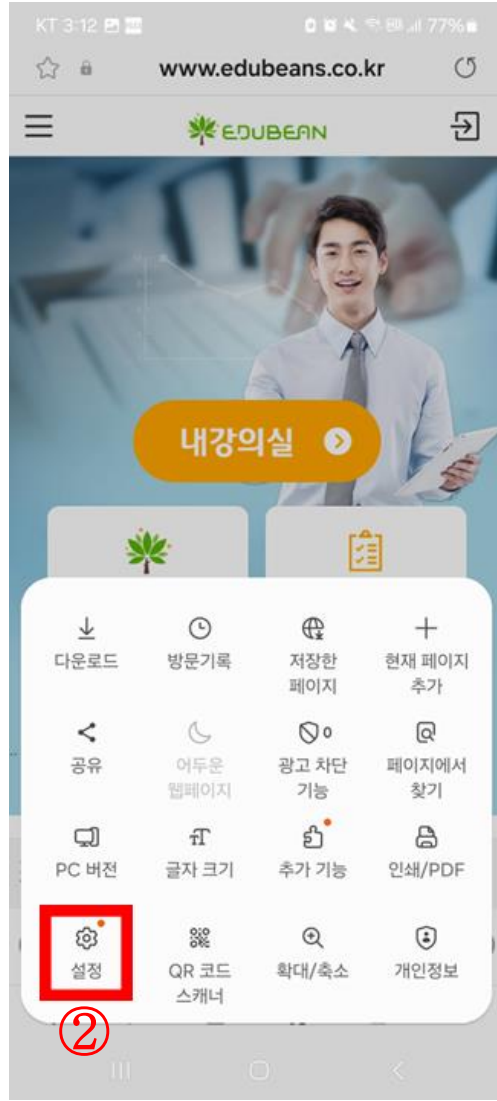 KT 3:12 77%
www.edubeans.co.kr
EDUBEAN
내강의실
다운로드 방문기록 저장한 현재 페이지
페이지 추가
공유 어두운 광고 차단 페이지에서
웹페이지 기능 찾기
0
PC 버전 글자 크기 추가 기능 인쇄/PDF
설정 QR 코드 확대/축소 개인정보
스캐너
②